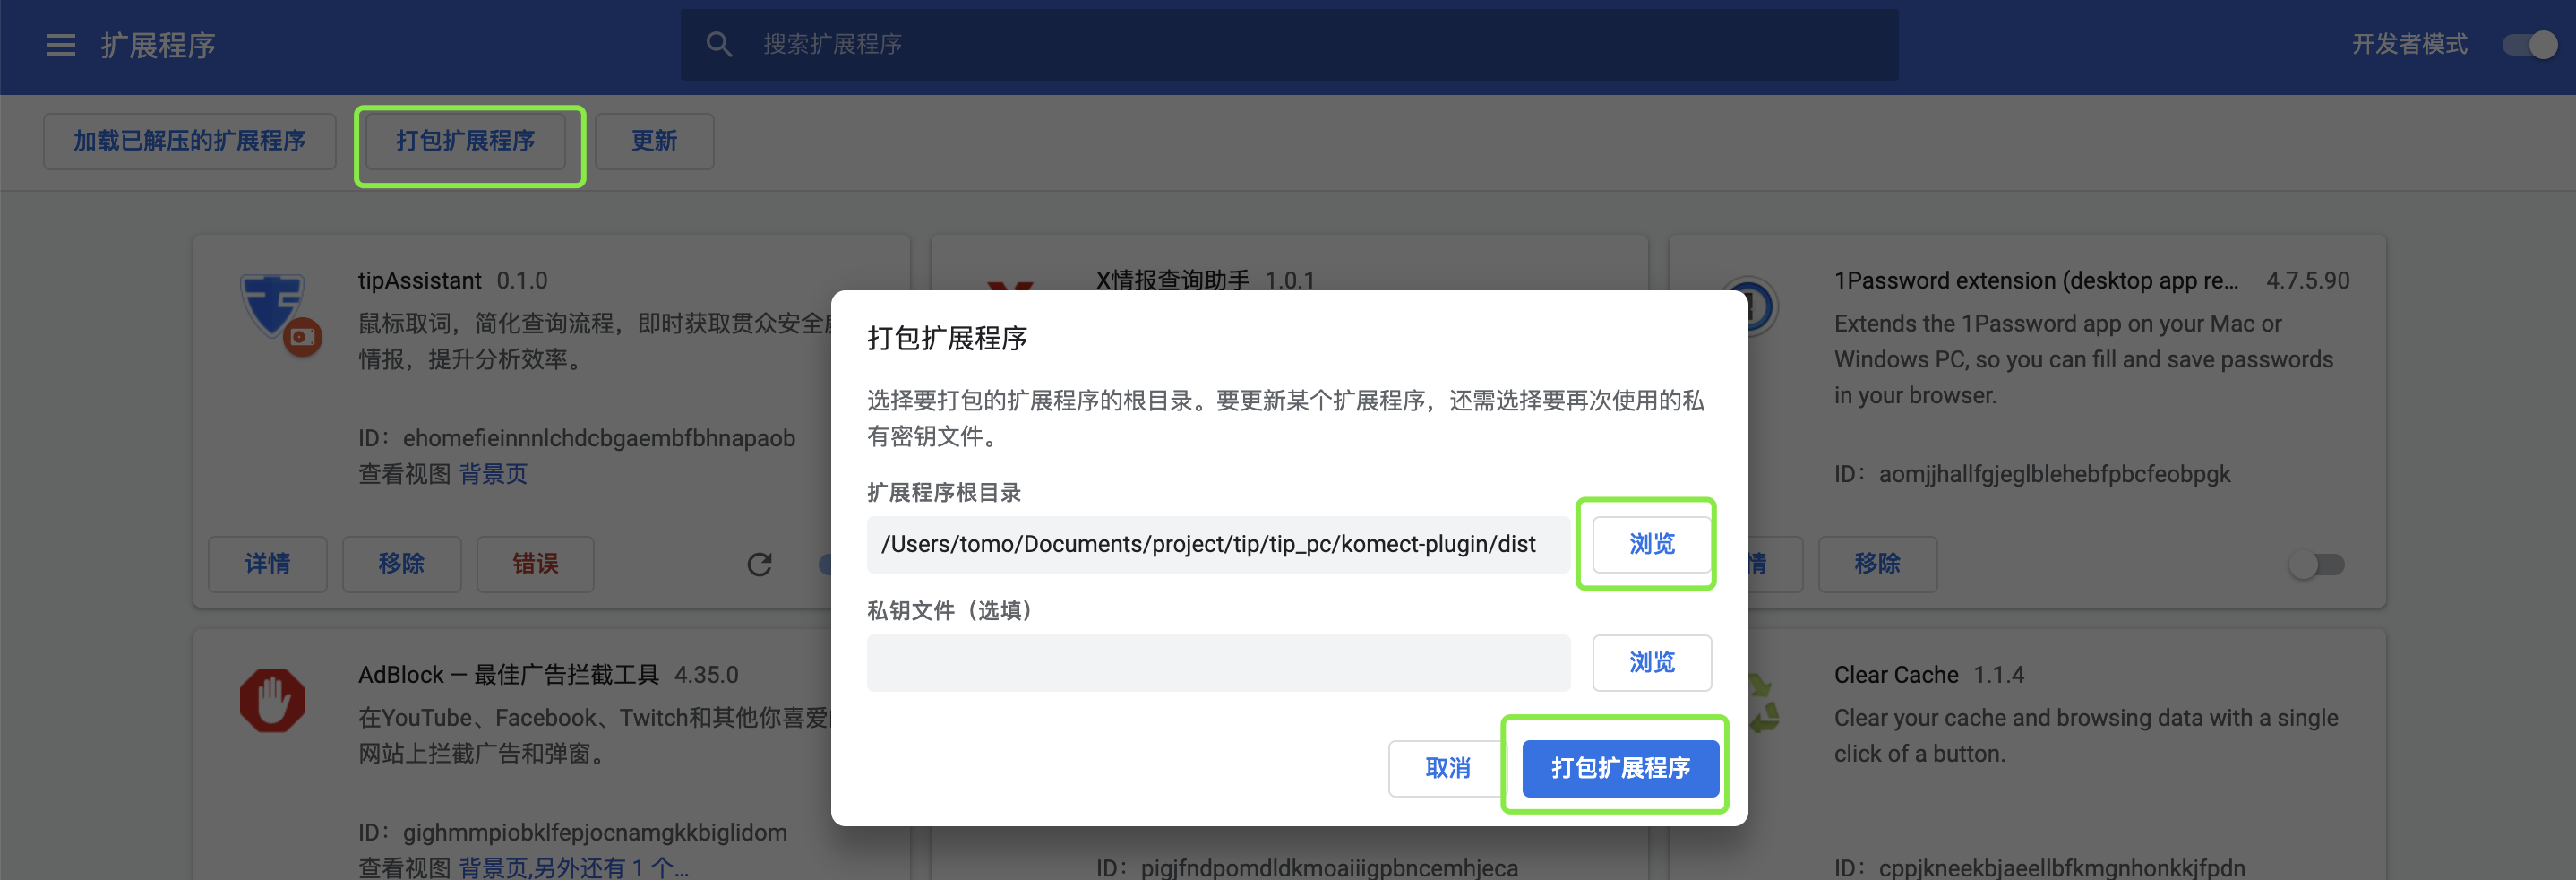 扩展程序
搜索扩展程序
开发者模式
加载已解压的扩展程序
打包扩展程序
更新
tipAssistant 0.1.0
鼠标取词，简化查询流程，即时获取贯众安全
情报，提升分析效率。
ID：ehomefieinnnlchdcbgaembfbhnapaob
查看视图 背景页
详情
移除
错误
X情报查询助手 1.0.1
1Password extension (desktop app re... 4.7.5.90
Extends the 1Password app on your Mac or
Windows PC, so you can fill and save passwords
in your browser.
ID：aomjjhallfgjeglblehebfpbcfeobpgk
情
移除
打包扩展程序
选择要打包的扩展程序的根目录。要更新某个扩展程序，还需选择要再次使用的私
有密钥文件。
扩展程序根目录
/Users/tomo/Documents/project/tip/tip_pc/komect-plugin/dist
浏览
私钥文件（选填）
浏览
取消
打包扩展程序
AdBlock — 最佳广告拦截工具 4.35.0
在YouTube、Facebook、Twitch和其他你喜爱
网站上拦截广告和弹窗。
ID：gighmmpiobklfepjocnamgkkbiglidom
查看视图 背景页,另外还有 1 个...
ID：pigjfndpomdldkmoaiiigpbncemhjeca
Clear Cache 1.1.4
Clear your cache and browsing data with a single
click of a button.
ID：cppjkneekbjaeellbfkmgnhonkkjfpdn